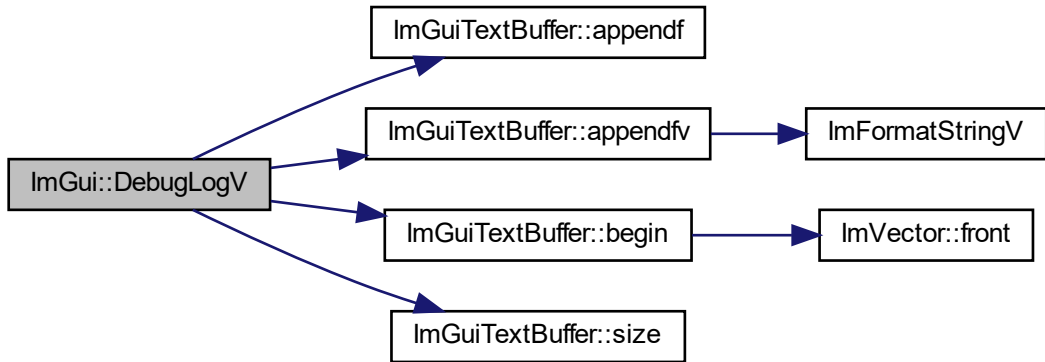 ImGuiTextBuffer::appendf
ImGuiTextBuffer::appendfv
ImFormatStringV
ImGui::DebugLogV
ImGuiTextBuffer::begin
ImVector::front
ImGuiTextBuffer::size